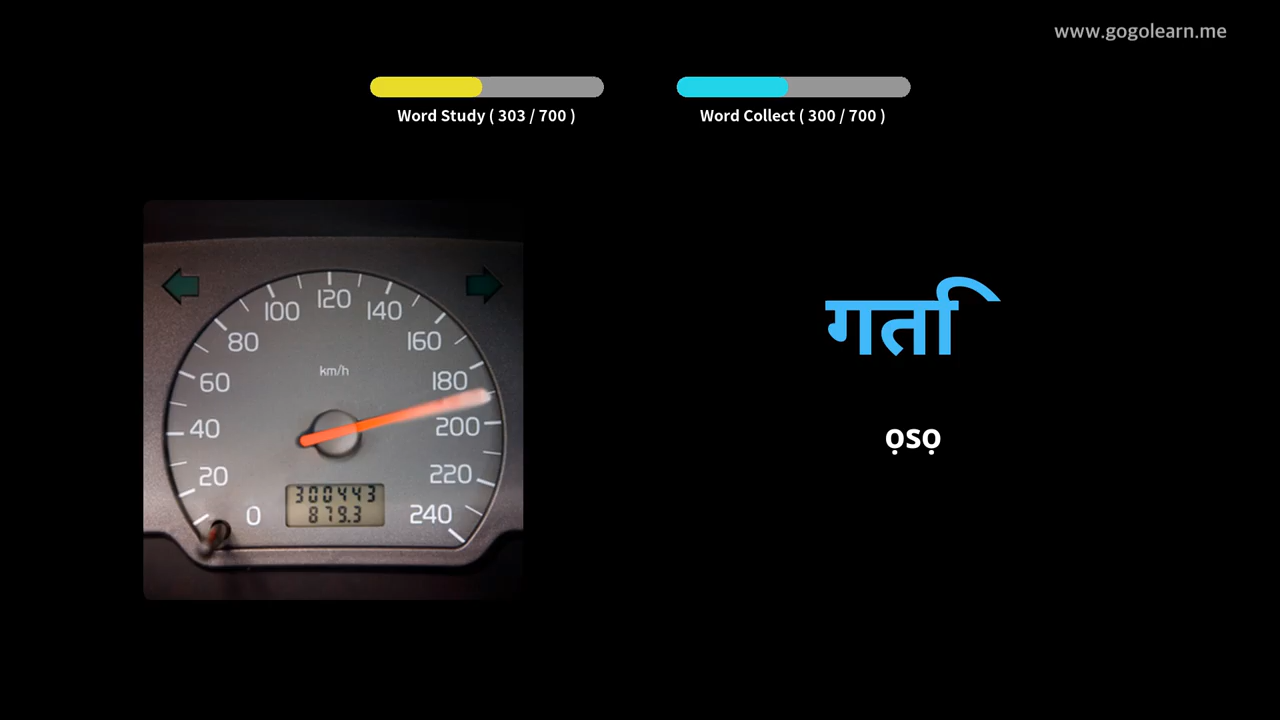 www.gogolearn.me
Word Study ( 303 / 700 )
Word Collect ( 300 / 700 )
गति
ọsọ
100 120 140
80 160
60 km/h 180
40 200
20 220
0 300443 240
879.3